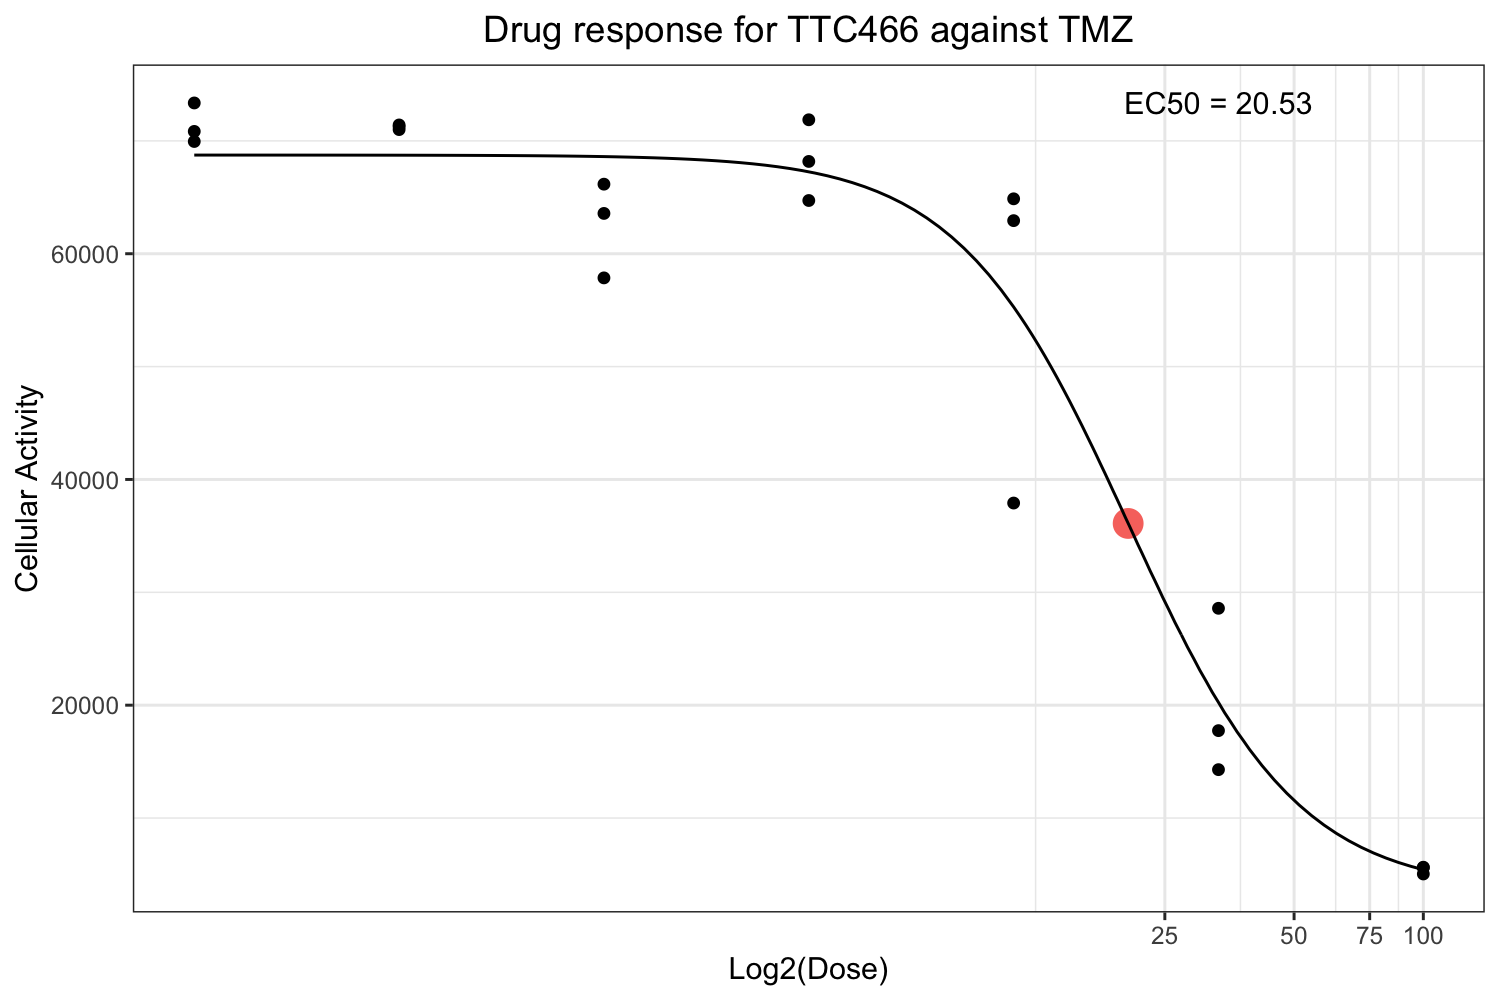 Drug response for TTC466 against TMZ
EC50 = 20.53
Cellular Activity
60000
40000
20000
25 50 75 100
Log2(Dose)